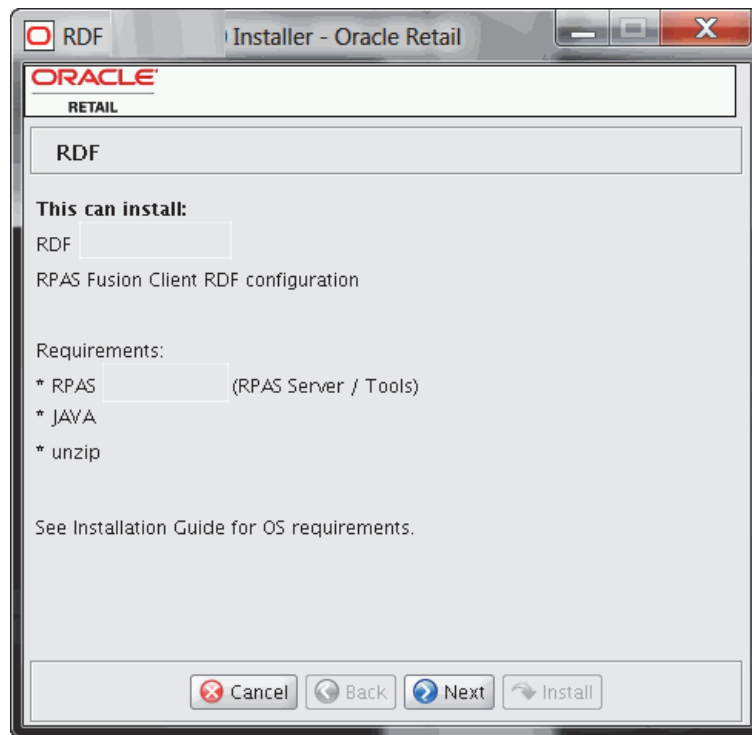 RDF Installer - Oracle Retail
ORACLE
RETAIL
RDF
This can install:
RDF
RPAS Fusion Client RDF configuration
Requirements:
* RPAS (RPAS Server / Tools)
* JAVA
* unzip
See Installation Guide for OS requirements.
Cancel Back Next Install